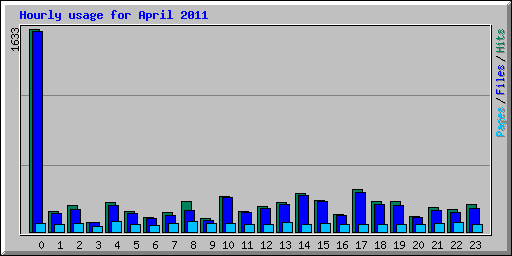 Hourly usage for April 2011
1633
Pages / Files / Hits
0 1 2 3 4 5 6 7 8 9 10 11 12 13 14 15 16 17 18 19 20 21 22 23